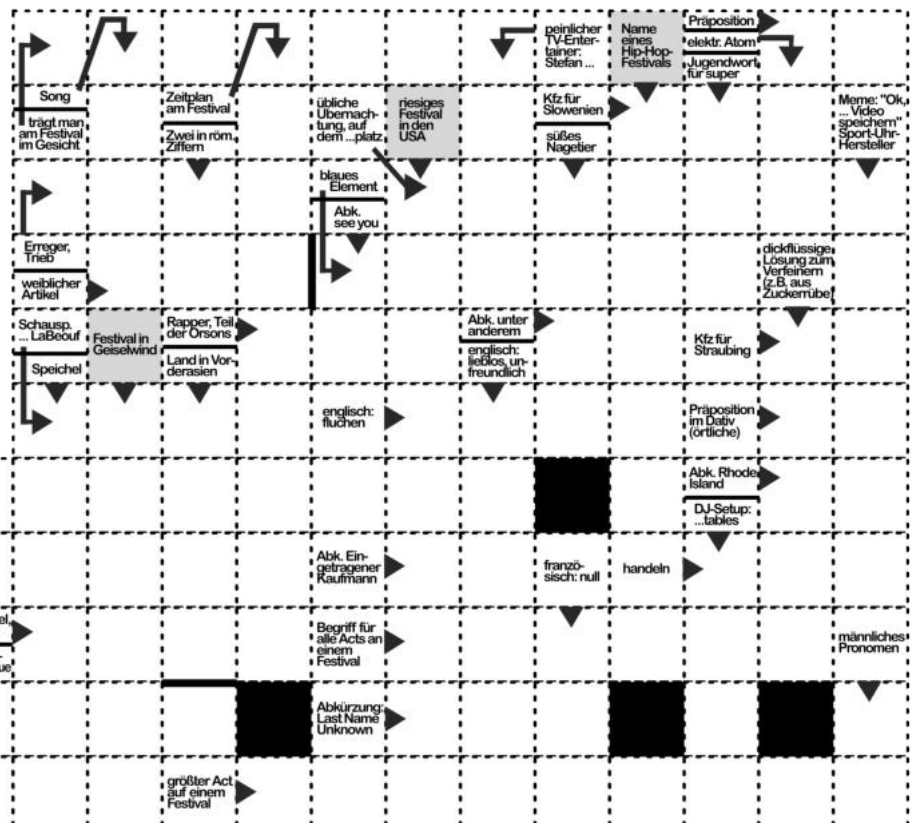 peinlicher
TV-Enter-
tainer:
Stefan ...
Name
eines
Hip-Hop-
Festivals
Präposition
elektr. Atom
Jugendwort
für super
Song
trägt man
am Festival
im Gesicht
Zeitplan
am Festival
Zwei in röm.
Ziffern
übliche
Übernach-
tung, auf
dem ...platz
riesiges
Festival
in den
USA
Kfz für
Slowenien
süßes
Nagetier
Meme: "Ok,
... Video
speichern"
Sport-Uhr-
Hersteller
blaues
Element
Abk.
see you
Erreger,
Trieb
weiblicher
Artikel
dickflüssige
Lösung zum
Verfeinern
(z.B. aus
Zuckerrübe)
Schausp.
... LaBeouf
Speichel
Festival in
Geiselwind
Rapper, Teil
der Orsons
Land in Vor-
derasien
Abk. unter
anderem
englisch:
lieblos, un-
freundlich
Kfz für
Straubing
englisch:
fluchen
Präposition
im Dativ
(örtliche)
Abk. Rhode
Island
DJ-Setup:
...tables
Abk. Ein-
getragener
Kaufmann
franzö-
sisch: null
handeln
Begriff für
alle Acts an
einem
Festival
männliches
Pronomen
Abkürzung:
Last Name
Unknown
größter Act
auf einem
Festival